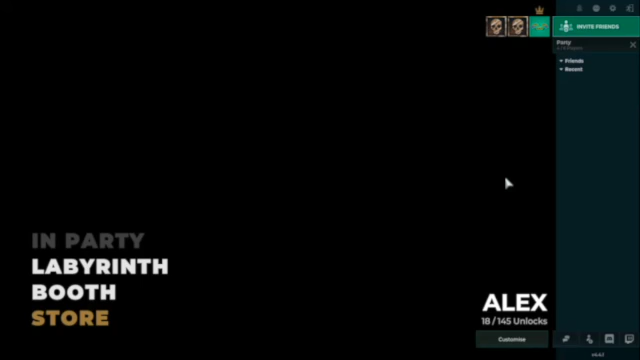 INVITE FRIENDS
Party
Friends
Recent
IN PARTY
LABYRINTH
BOOTH
STORE
ALEX
18 / 145 Unlocks
Customise